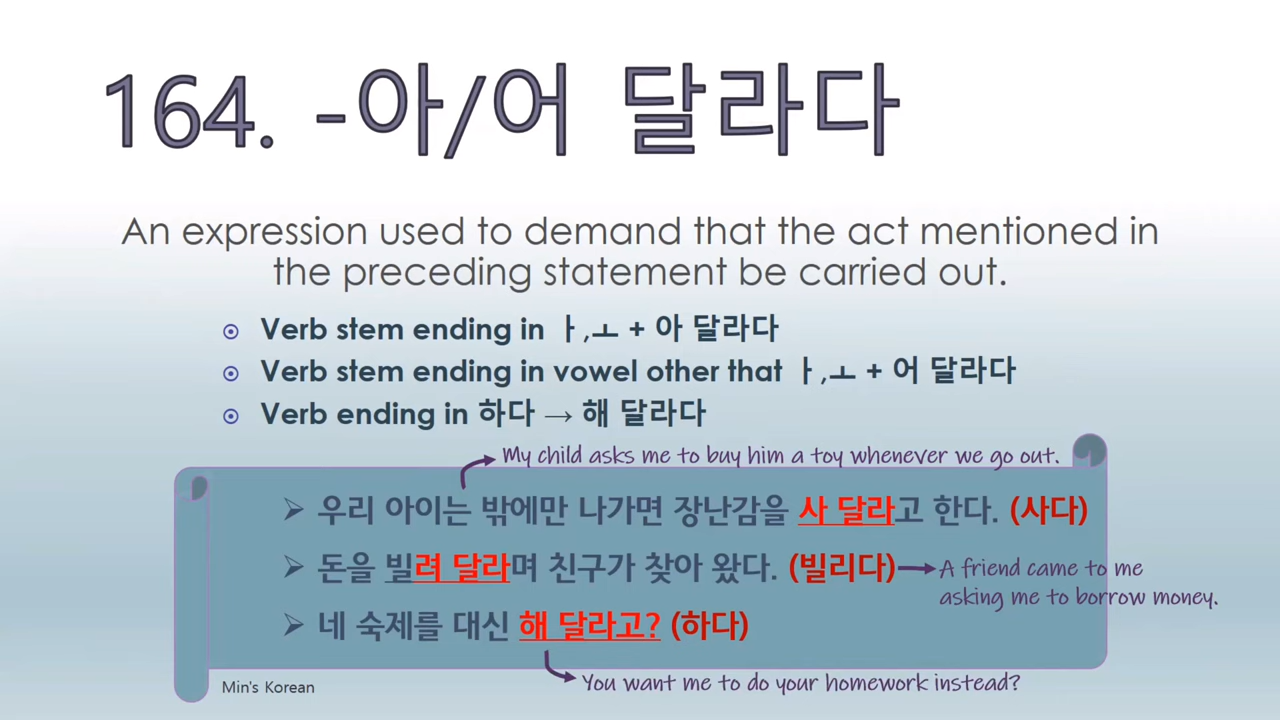 164. -아/어 달라다
An expression used to demand that the act mentioned in
the preceding statement be carried out.
Verb stem ending in ㅏ,ㅗ + 아 달라다
Verb stem ending in vowel other that ㅏ,ㅗ + 어 달라다
Verb ending in 하다 → 해 달라다
My child asks me to buy him a toy whenever we go out.
우리 아이는 밖에만 나가면 장난감을 사 달라고 한다. (사다)
돈을 빌려 달라며 친구가 찾아 왔다. (빌리다)
A friend came to me
asking me to borrow money.
네 숙제를 대신 해 달라고? (하다)
You want me to do your homework instead?
Min's Korean